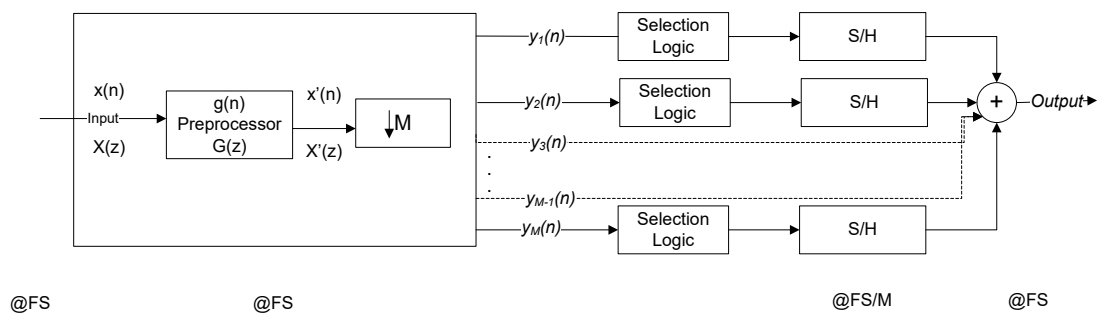 y1(n)
Selection
Logic
S/H
x(n)
Input
X(z)
g(n)
Preprocessor
G(z)
x’(n)
X’(z)
↓M
y2(n)
Selection
Logic
S/H
+
Output
y3(n)
.
.
.
yM-1(n)
yM(n)
Selection
Logic
S/H
@FS
@FS
@FS/M
@FS